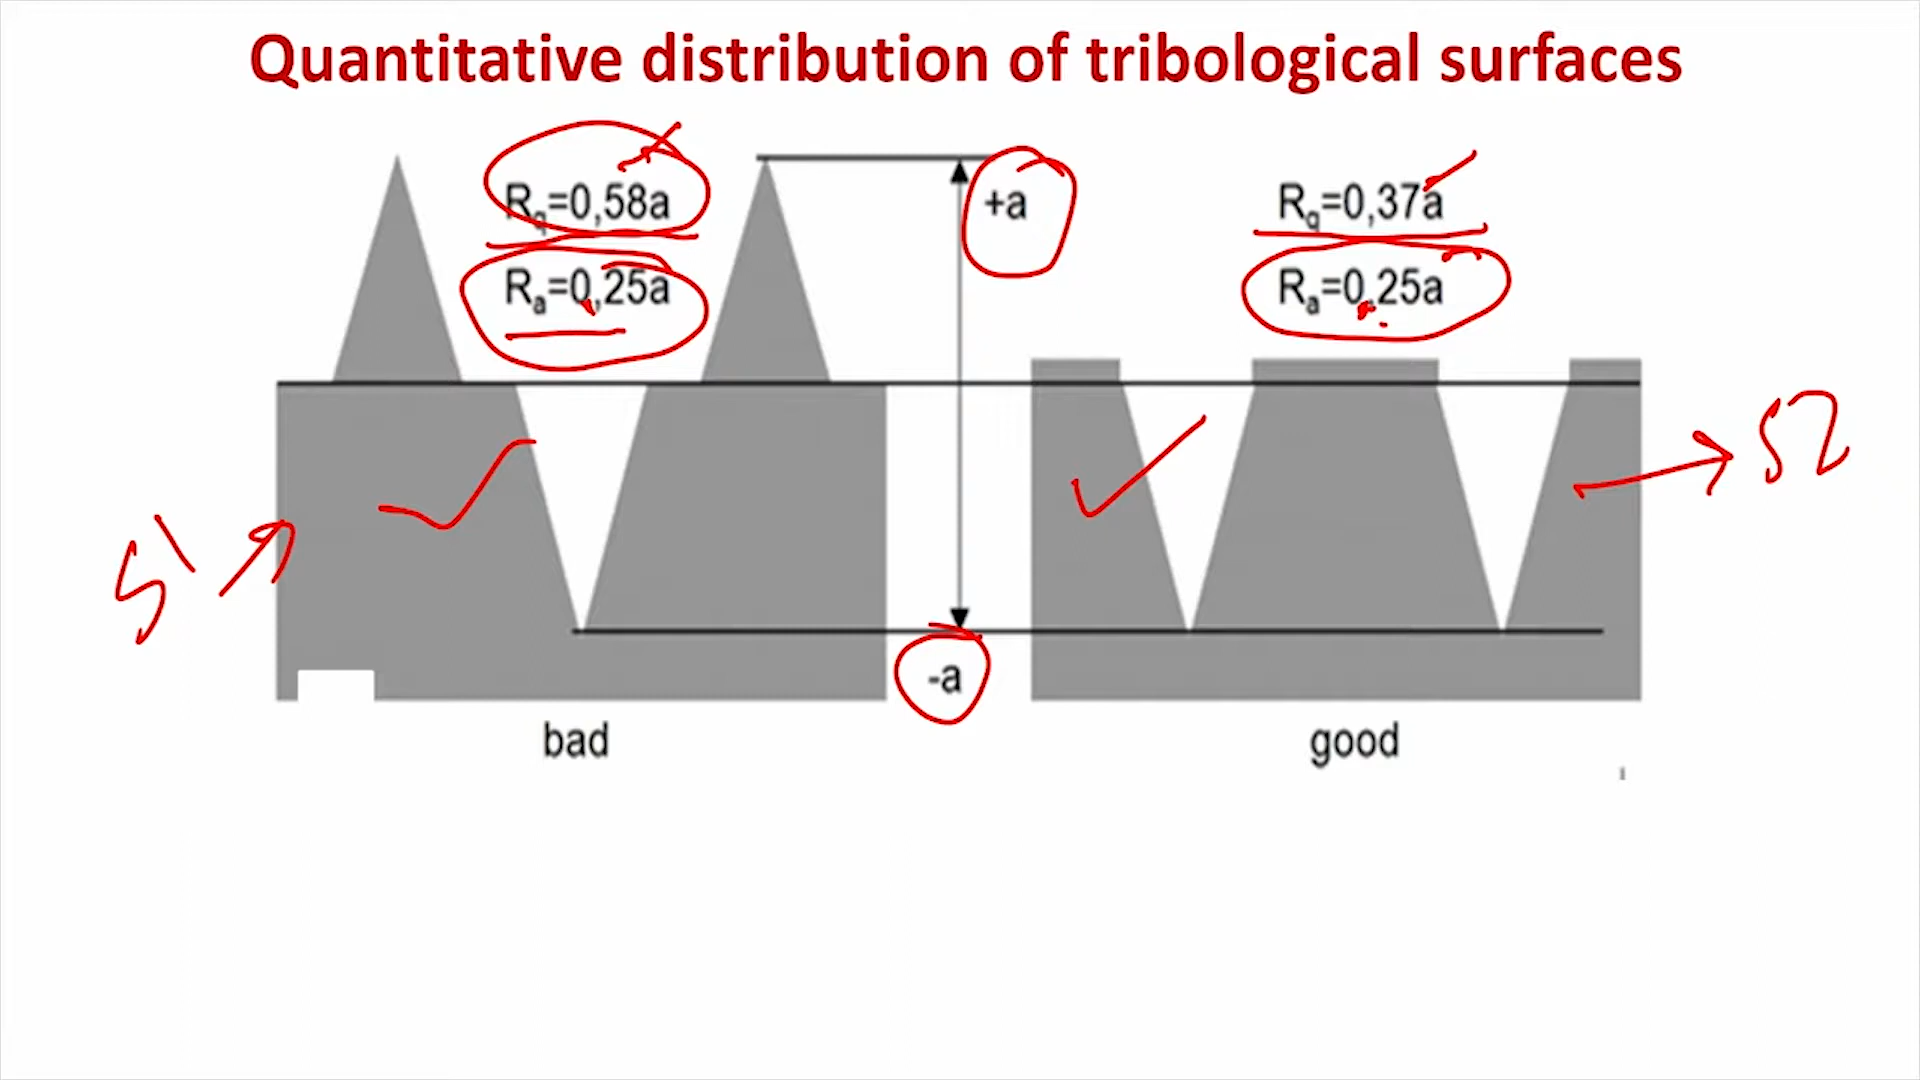 Quantitative distribution of tribological surfaces
Rq=0,58a
Ra=0,25a
+a
Rq=0,37a
Ra=0,25a
S1
S2
-a
bad
good